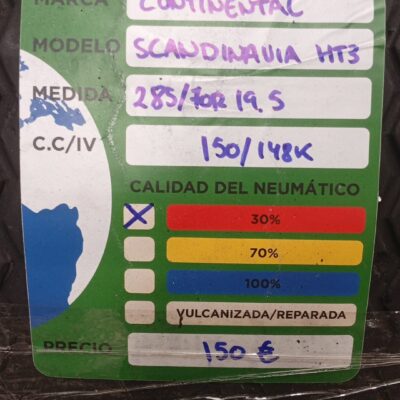 MARCA CONTINENTAL
MODELO SCANDINAVIA HT3
MEDIDA 285/70R 19.5
C.C/IV 150/148K
CALIDAD DEL NEUMÁTICO
X 30%
70%
100%
VULCANIZADA/REPARADA
PRECIO 150 €